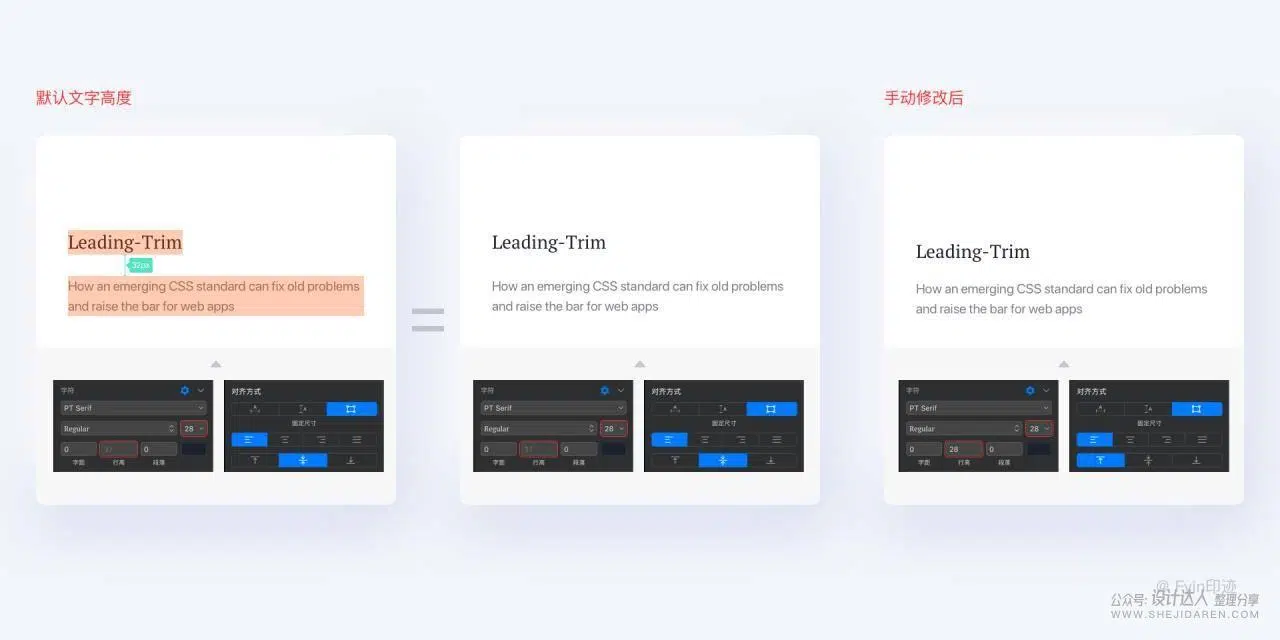 默认文字高度
手动修改后
Leading-Trim
32px
How an emerging CSS standard can fix old problems
and raise the bar for web apps
字符
PT Serif
Regular
28
0
37
0
字距
行高
段落
对齐方式
固定尺寸
Leading-Trim
How an emerging CSS standard can fix old problems
and raise the bar for web apps
字符
PT Serif
Regular
28
0
37
0
字距
行高
段落
对齐方式
固定尺寸
Leading-Trim
How an emerging CSS standard can fix old problems
and raise the bar for web apps
字符
PT Serif
Regular
28
0
28
0
字距
行高
段落
对齐方式
固定尺寸
@ Evin印迹
公众号: 设计达人 整理分享
WWW.SHEJIDAREN.COM